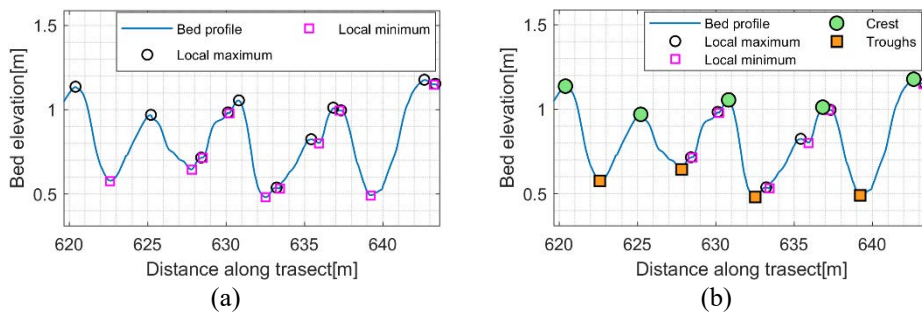 1.5
Bed profile
Local minimum
Local maximum
1
0.5
Bed elevation[m]
620 625 630 635 640
Distance along trasect[m]
(a)
1.5
Bed profile
Crest
Local maximum
Troughs
Local minimum
1
0.5
Bed elevation[m]
620 625 630 635 640
Distance along trasect[m]
(b)